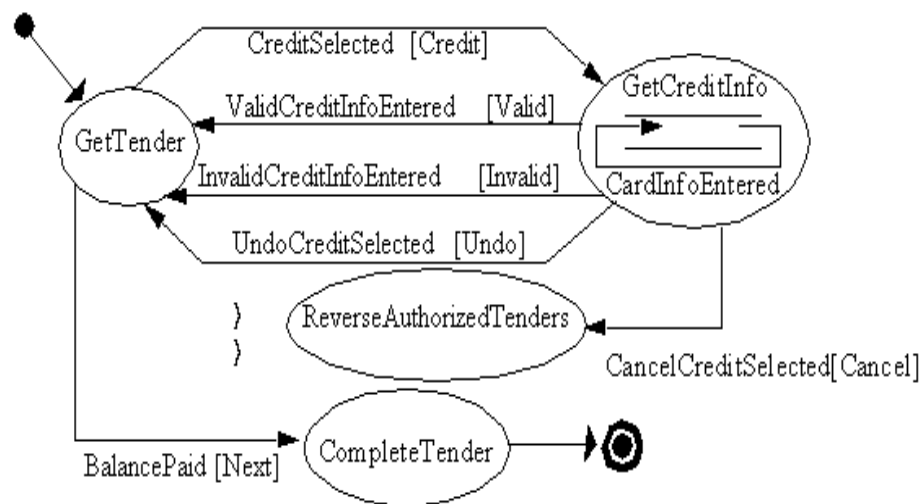 CreditSelected [Credit]
GetCreditInfo
ValidCreditInfoEntered [Valid]
GetTender
InvalidCreditInfoEntered [Invalid]
CardInfoEntered
UndoCreditSelected [Undo]
}
ReverseAuthorizedTenders
}
CancelCreditSelected[Cancel]
CompleteTender
BalancePaid [Next]